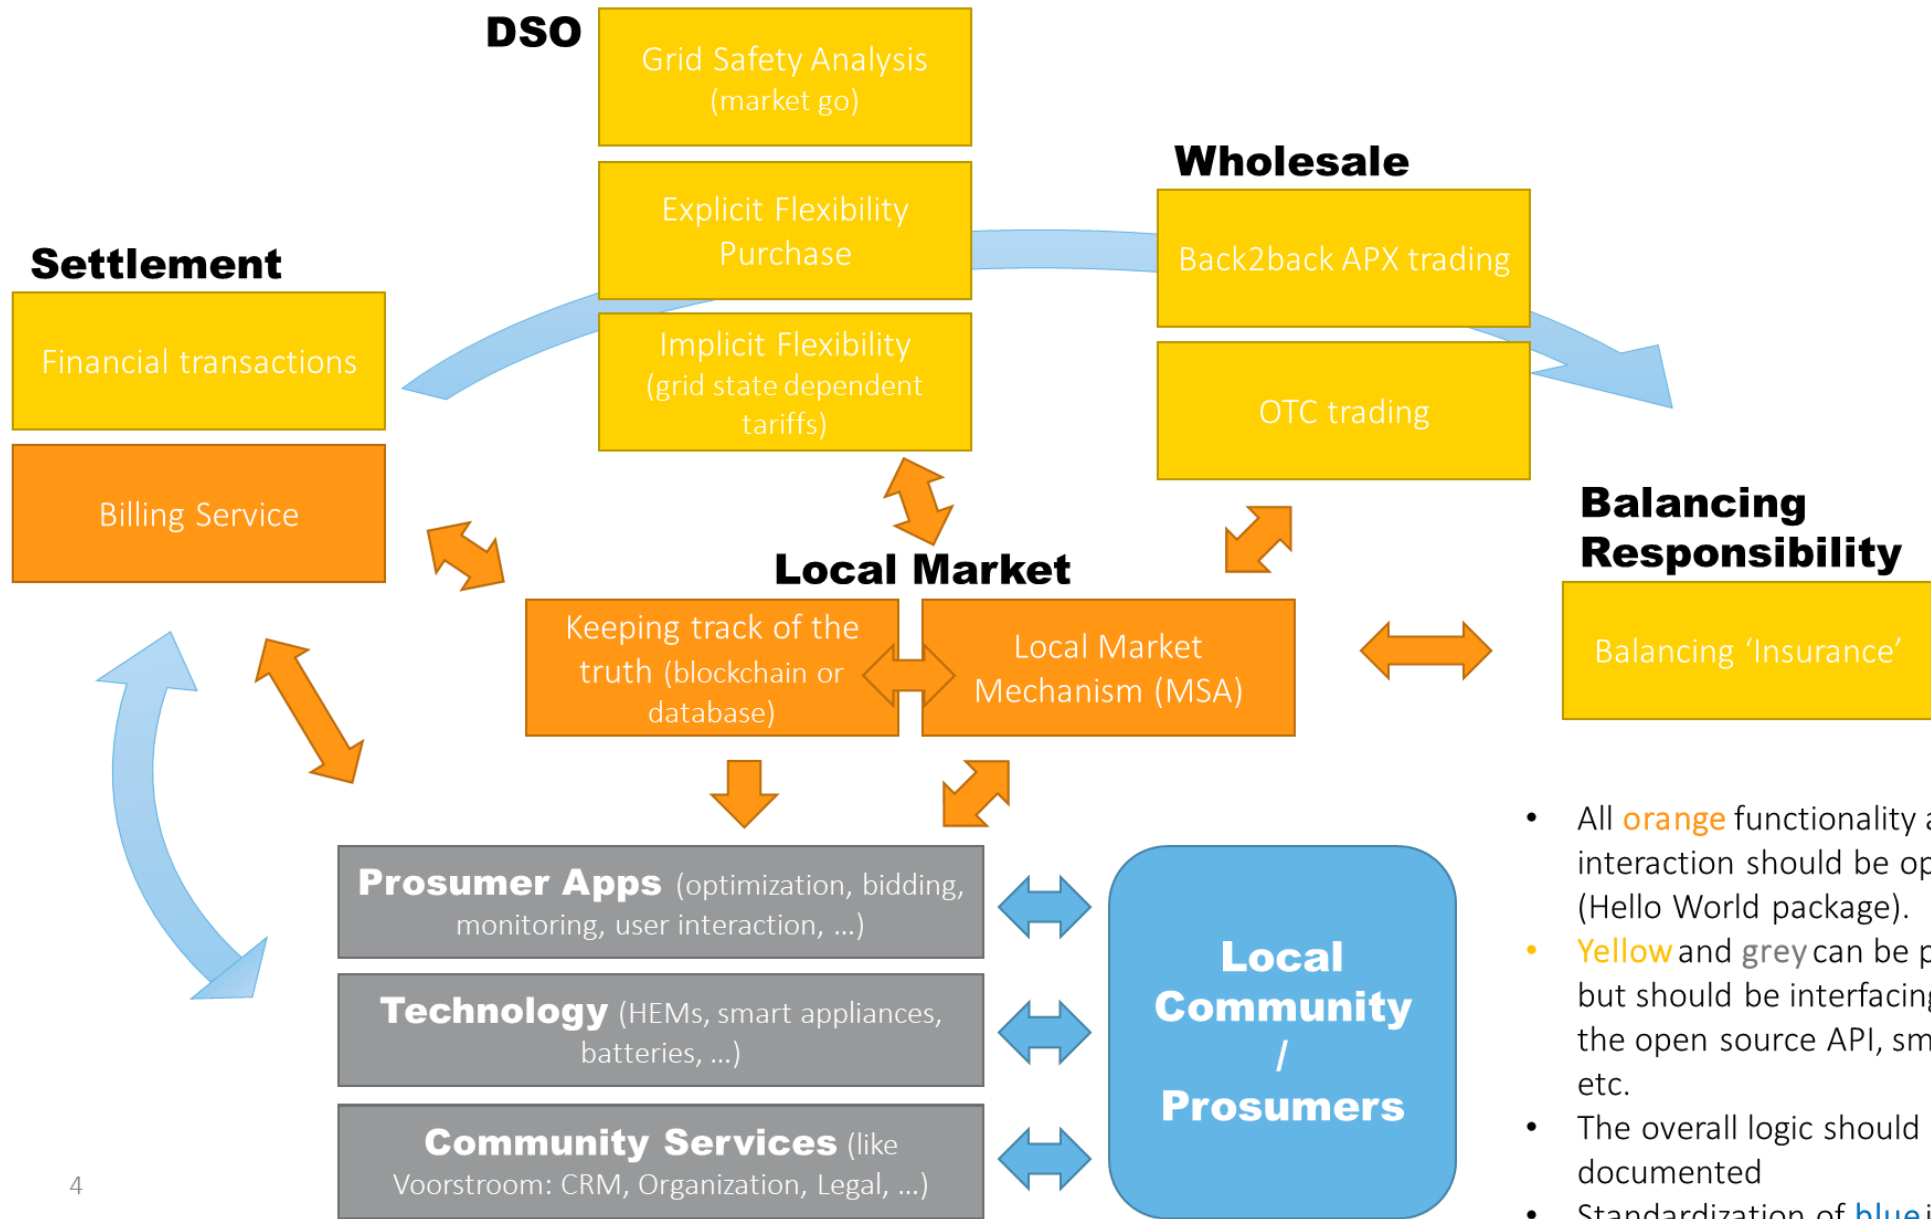 DSO
Grid Safety Analysis
(market go)
Explicit Flexibility
Purchase
Implicit Flexibility
(grid state dependent
tariffs)
Wholesale
Back2back APX trading
OTC trading
Settlement
Financial transactions
Billing Service
Balancing
Responsibility
Balancing ‘Insurance’
Local Market
Keeping track of the
truth (blockchain or
database)
Local Market
Mechanism (MSA)
Prosumer Apps (optimization, bidding,
monitoring, user interaction, ...)
Technology (HEMs, smart appliances,
batteries, ...)
Community Services (like
Voorstroom: CRM, Organization, Legal, ...)
Local
Community
/
Prosumers
• All orange functionality
interaction should be
(Hello World package).
• Yellow and grey can be
but should be interfacing
the open source API,
etc.
• The overall logic should
documented
• Standardization of blue
4